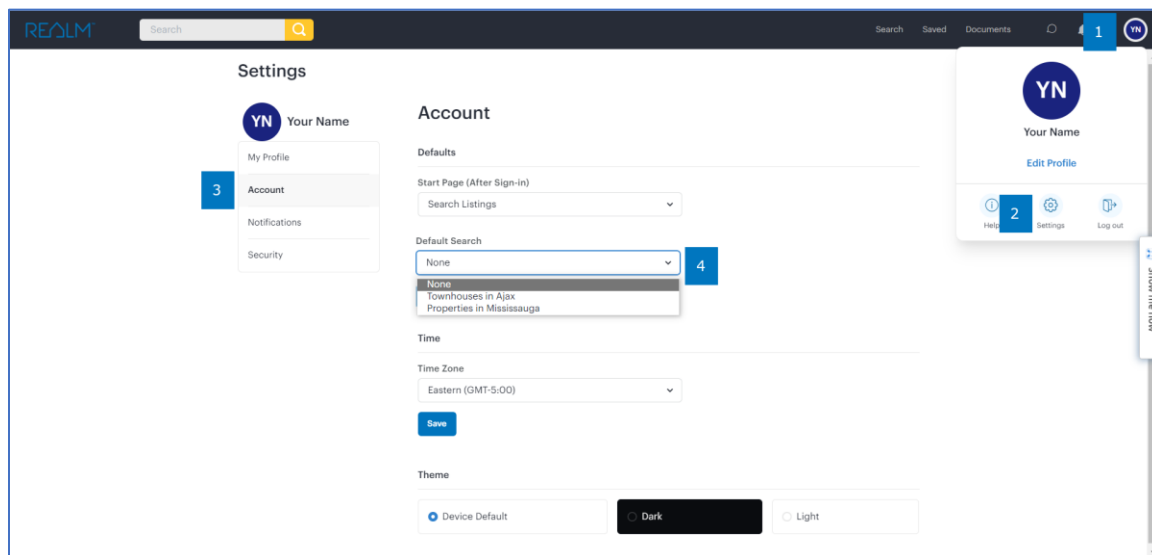 REALM
Search
Search Saved Documents
1
YN
Settings
YN Your Name
My Profile
3
Account
Notifications
Security
Account
Defaults
Start Page (After Sign-in)
Search Listings
Default Search
None
4
None
Townhouses in Ajax
Properties in Mississauga
Time
Time Zone
Eastern (GMT-5:00)
Save
Theme
Device Default
Dark
Light
YN
Your Name
Edit Profile
2
Help
Settings
Log out